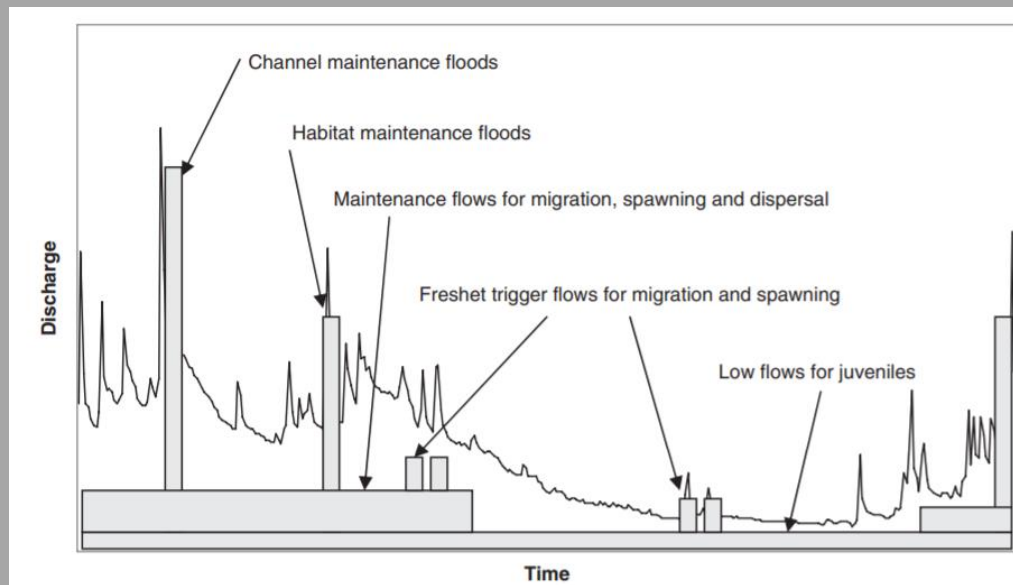 Channel maintenance floods
Habitat maintenance floods
Maintenance flows for migration, spawning and dispersal
Freshet trigger flows for migration and spawning
Low flows for juveniles
Discharge
Time